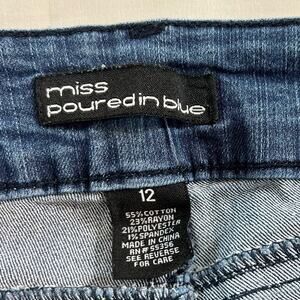 miss
poured in blue
12
55% COTTON
23% RAYON
21% POLYESTER
1% SPANDEX
MADE IN CHINA
RN# 55356
SEE REVERSE
FOR CARE